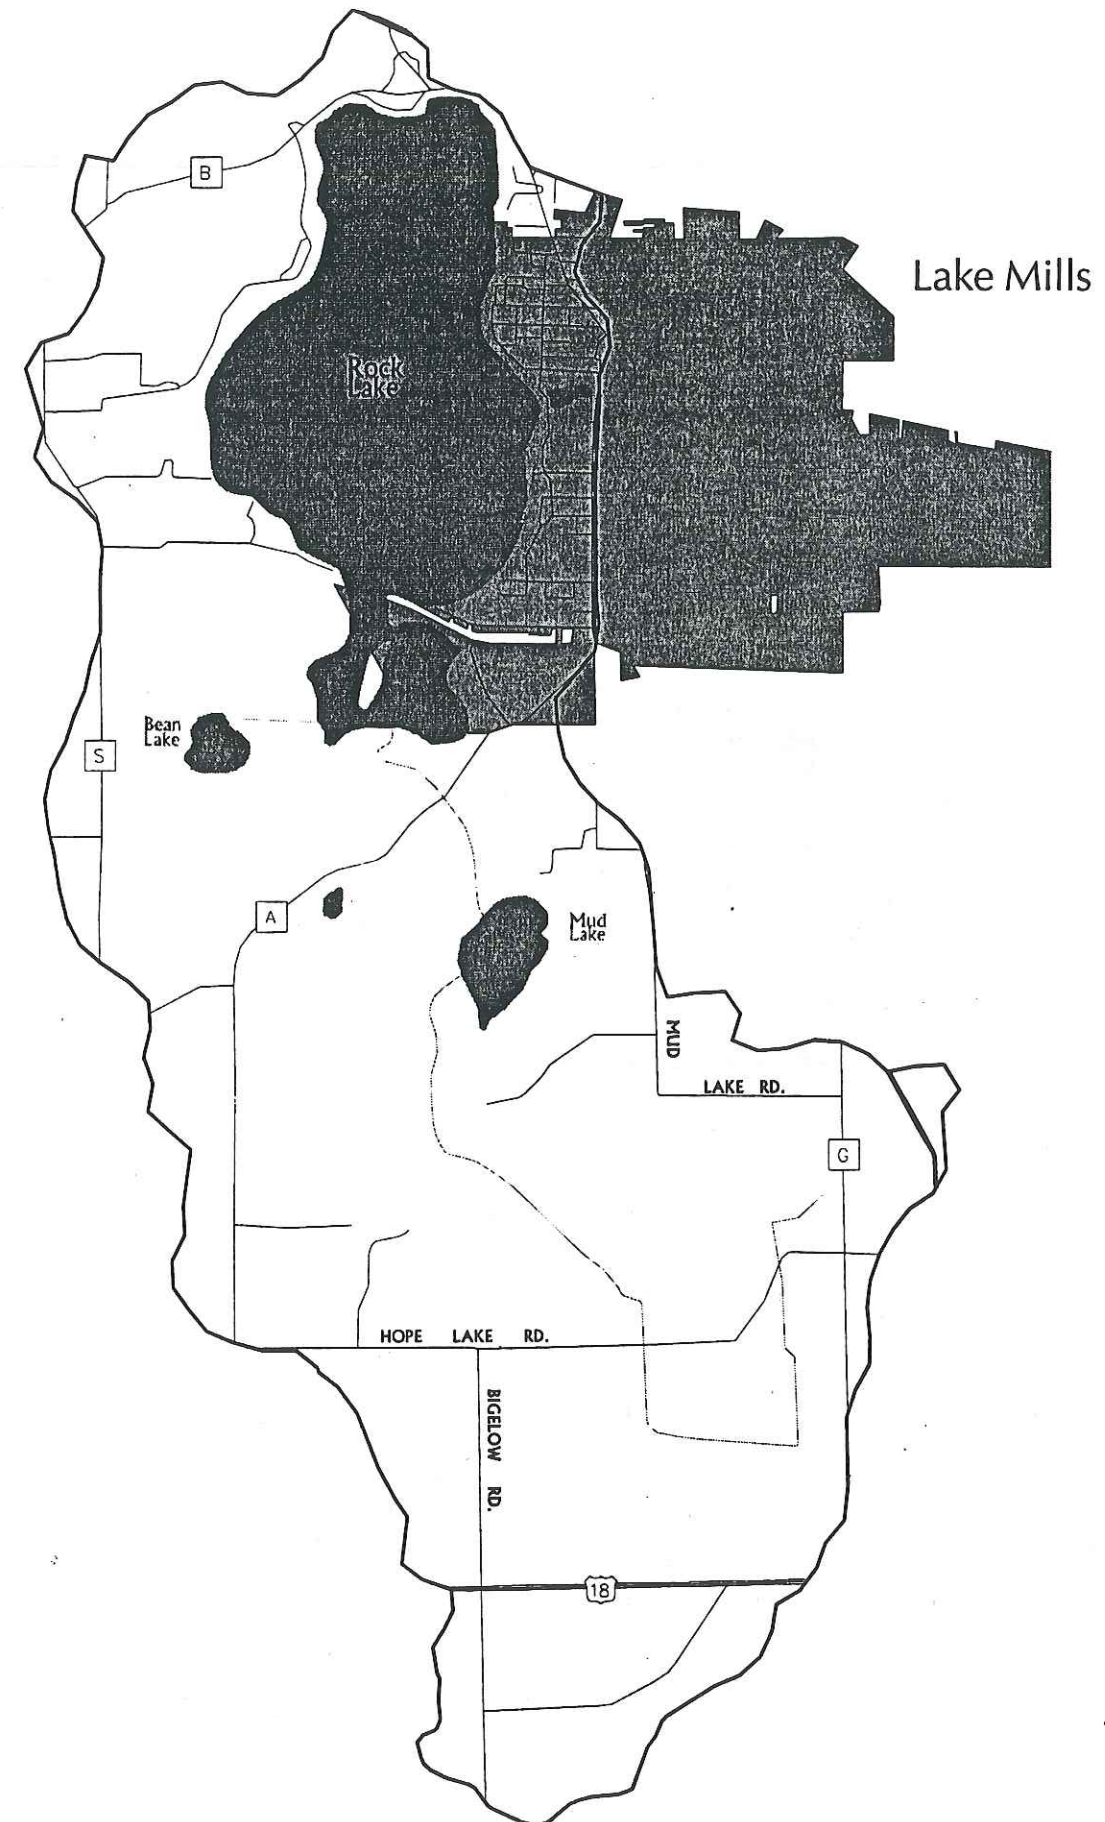 B
Lake Mills
Rock
Lake
Bean
Lake
S
A
Mud
Lake
MUD
LAKE RD.
G
HOPE LAKE RD.
BIGELOW RD.
18